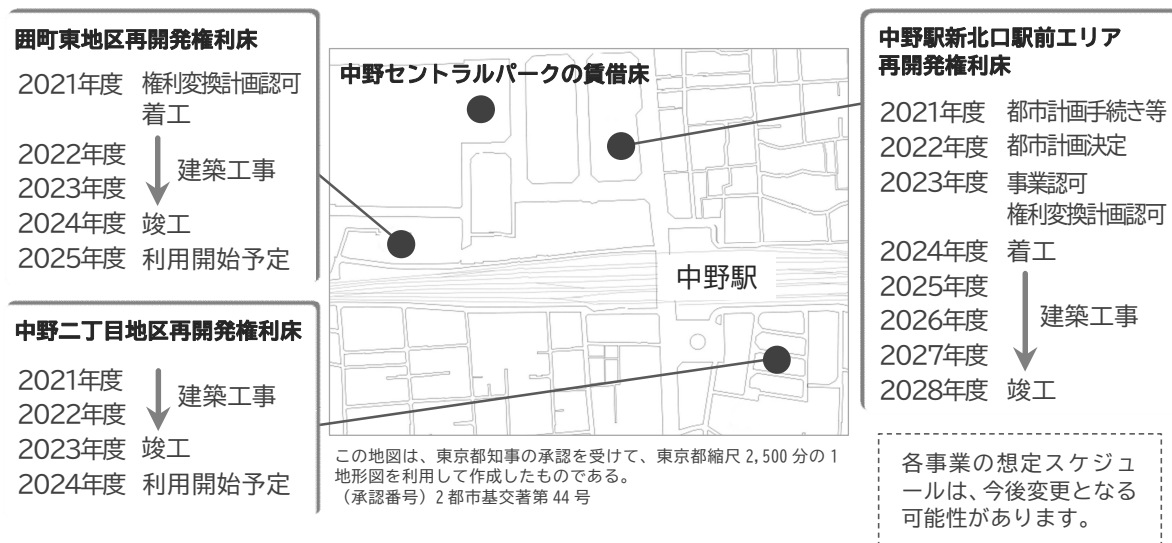 囲町東地区再開発権利床
2021年度 権利変換計画認可
着工
2022年度
建築工事
2023年度
2024年度 竣工
2025年度 利用開始予定
中野二丁目地区再開発権利床
2021年度
建築工事
2022年度
2023年度 竣工
2024年度 利用開始予定
中野セントラルパークの賃借床
中野駅
この地図は、東京都知事の承認を受けて、東京都縮尺2,500分の1
地形図を利用して作成したものである。
（承認番号）2都市基交著第44号
中野駅新北口駅前エリア
再開発権利床
2021年度 都市計画手続き等
2022年度 都市計画決定
2023年度 事業認可
権利変換計画認可
2024年度 着工
2025年度
建築工事
2026年度
2027年度
2028年度 竣工
各事業の想定スケジュ
ールは、今後変更となる
可能性があります。